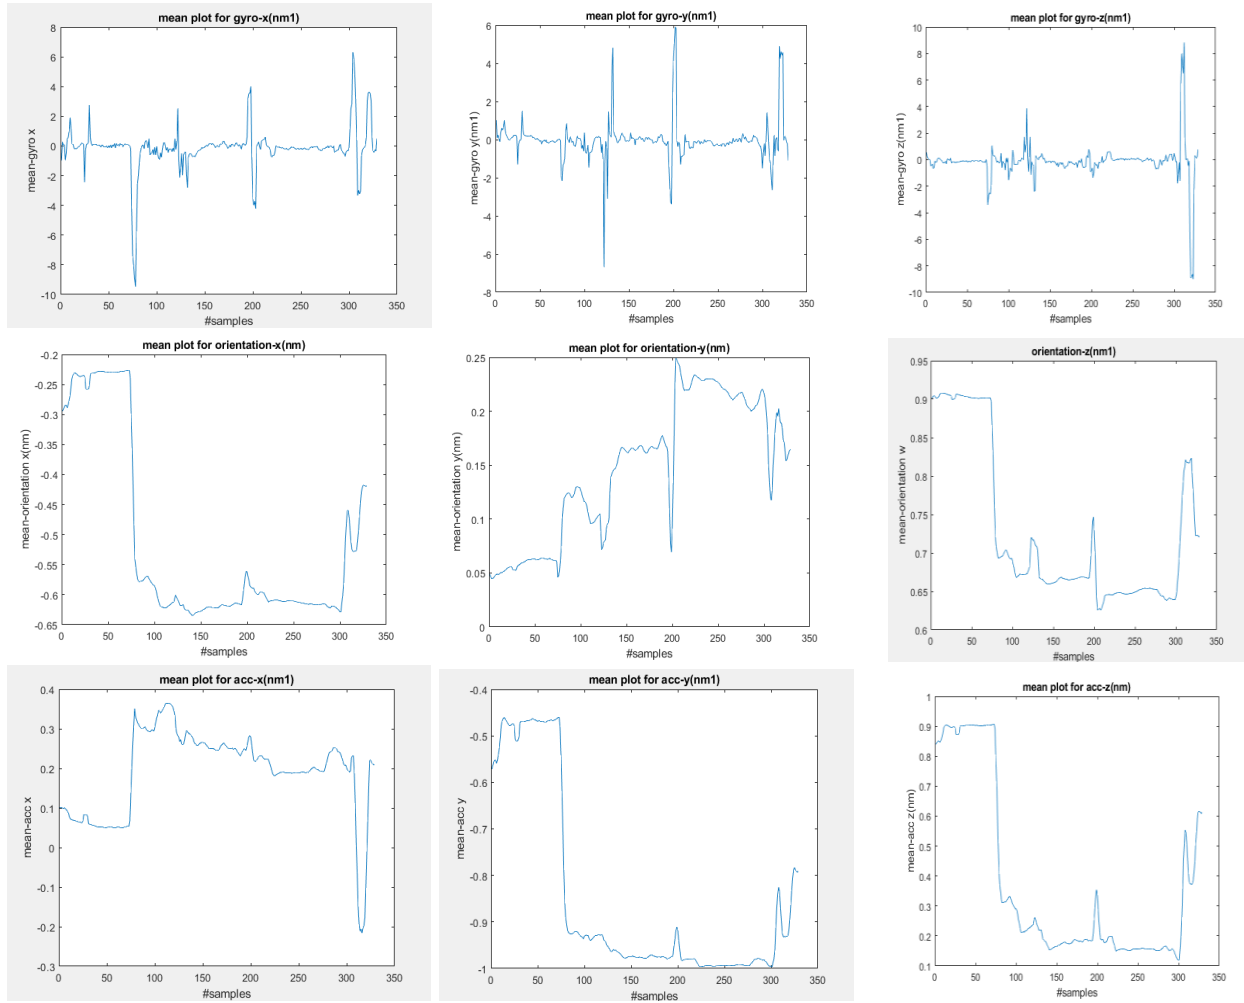 mean plot for gyro-x(nm1)
8
6
4
2
0
-2
-4
-6
-8
-10
mean-gyro x
0 50 100 150 200 250 300 350
#samples
mean plot for gyro-y(nm1)
6
4
2
0
-2
-4
-6
-8
mean-gyro y(nm1)
0 50 100 150 200 250 300 350
#samples
mean plot for gyro-z(nm1)
10
8
6
4
2
0
-2
-4
-6
-8
-10
mean-gyro z(nm1)
0 50 100 150 200 250 300 350
#samples
mean plot for orientation-x(nm)
-0.2
-0.25
-0.3
-0.35
-0.4
-0.45
-0.5
-0.55
-0.6
-0.65
mean-orientation x(nm)
0 50 100 150 200 250 300 350
#samples
mean plot for orientation-y(nm)
0.25
0.2
0.15
0.1
0.05
0
mean-orientation y(nm)
0 50 100 150 200 250 300 350
#samples
orientation-z(nm1)
0.95
0.9
0.85
0.8
0.75
0.7
0.65
0.6
mean-orientation w
0 50 100 150 200 250 300 350
#samples
mean plot for acc-x(nm1)
0.4
0.3
0.2
0.1
0
-0.1
-0.2
-0.3
mean-acc x
0 50 100 150 200 250 300 350
#samples
mean plot for acc-y(nm1)
-0.4
-0.5
-0.6
-0.7
-0.8
-0.9
-1
mean-acc y
0 50 100 150 200 250 300 350
#samples
mean plot for acc-z(nm)
1
0.9
0.8
0.7
0.6
0.5
0.4
0.3
0.2
0.1
mean-acc z(nm)
0 50 100 150 200 250 300 350
#samples